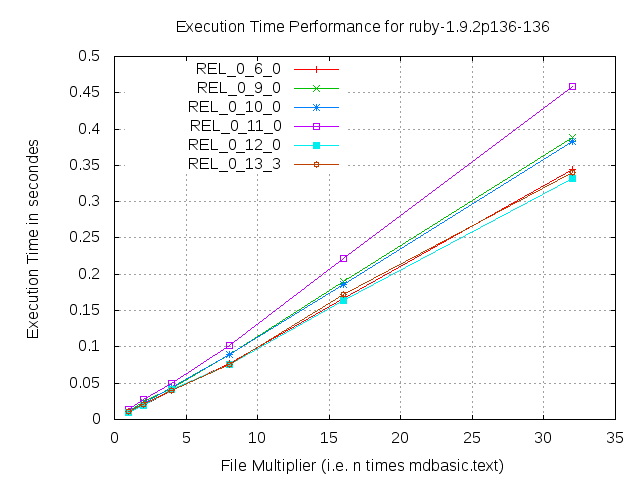 Execution Time Performance for ruby-1.9.2p136-136
0.5
0.45
0.4
0.35
0.3
0.25
0.2
0.15
0.1
0.05
0
Execution Time in secondes
REL_0_6_0
REL_0_9_0
REL_0_10_0
REL_0_11_0
REL_0_12_0
REL_0_13_3
0 5 10 15 20 25 30 35
File Multiplier (i.e. n times mdbasic.text)